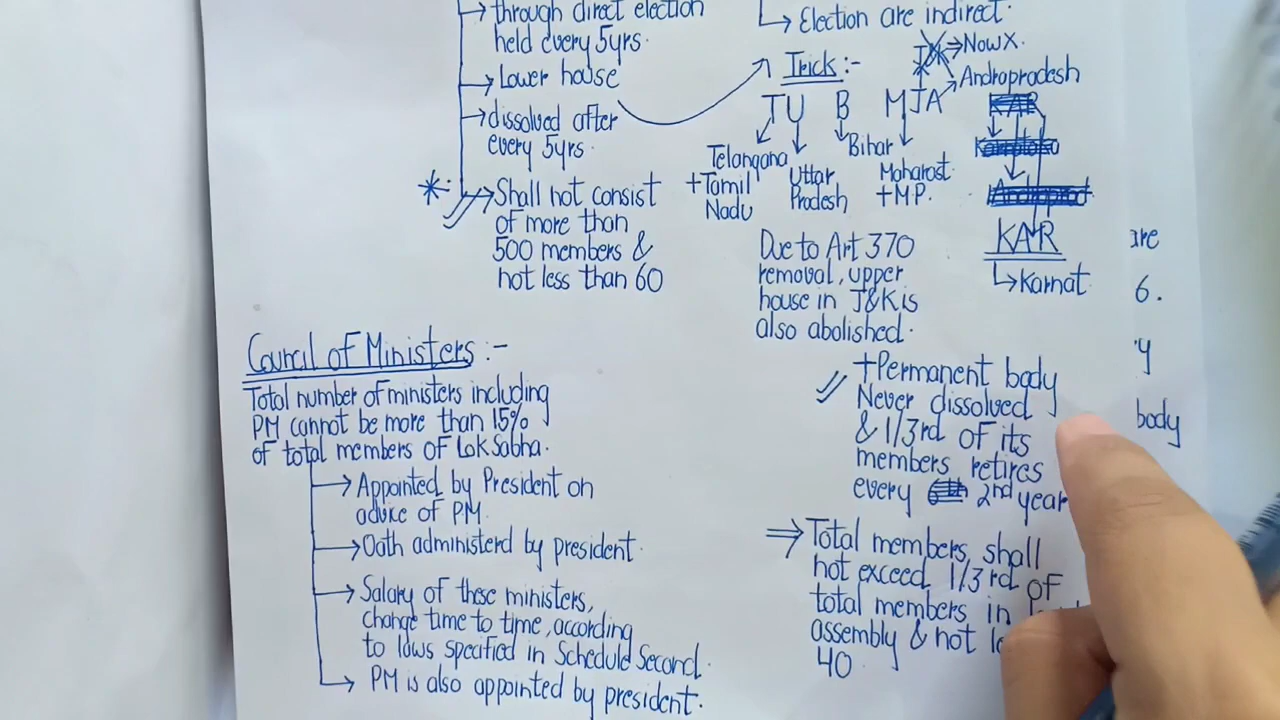 → through direct election
held every 5yrs.
→ Lower house
→ dissolved after
every 5yrs.
*: → Shall not consist
of more than
500 members &
not less than 60
Council of Ministers :-
Total number of ministers including
PM cannot be more than 15%
of total members of Lok Sabha.
→ Appointed by President on
advice of PM.
→ Oath administerd by president.
→ Salary of these ministers,
change time to time, according
to laws specified in Schedule Second.
→ PM is also appointed by president.
→ Election are indirect.
Trick :-
→ Now X.
Andropradesh
TU B MJA
Telangana
+Tamil
Nadu
Uttar
Pradesh
Bihar
Maharast.
+MP.
KAR
→ Karnat
Due to Art 370
removal, upper
house in J&K is
also abolished.
+Permanent body
Never dissolved
& 1/3rd of its
members retires
every 2nd year
⇒ Total members, shall
not exceed 1/3rd of
total members in
assembly & not
40
6.
body